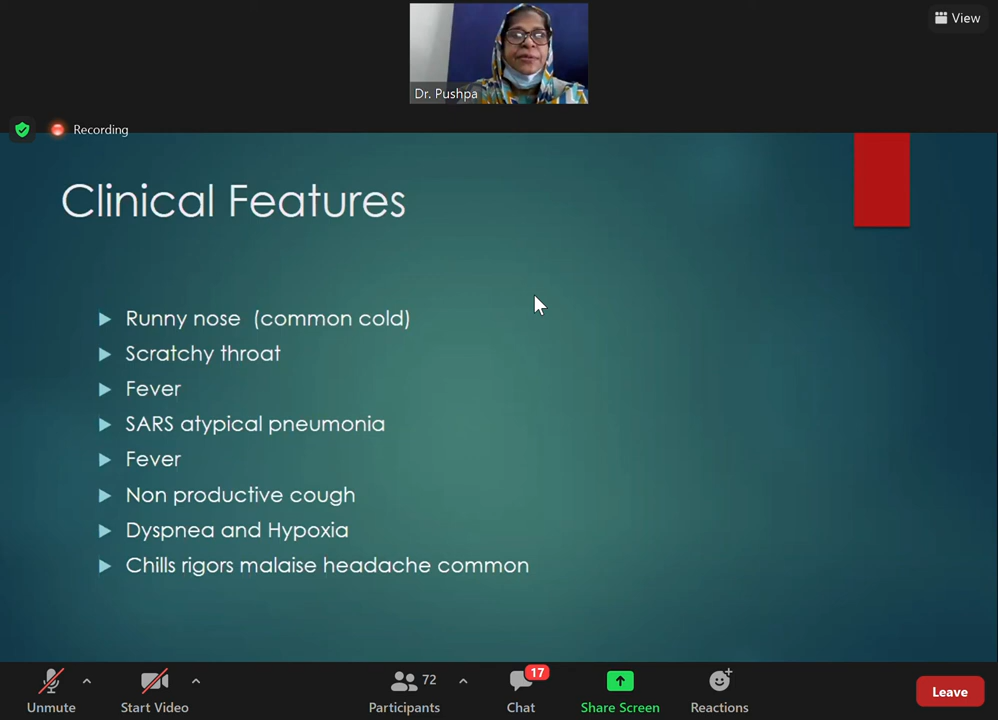 View
Dr. Pushpa
Recording
Clinical Features
Runny nose (common cold)
Scratchy throat
Fever
SARS atypical pneumonia
Fever
Non productive cough
Dyspnea and Hypoxia
Chills rigors malaise headache common
72
17
Unmute
Start Video
Participants
Chat
Share Screen
Reactions
Leave